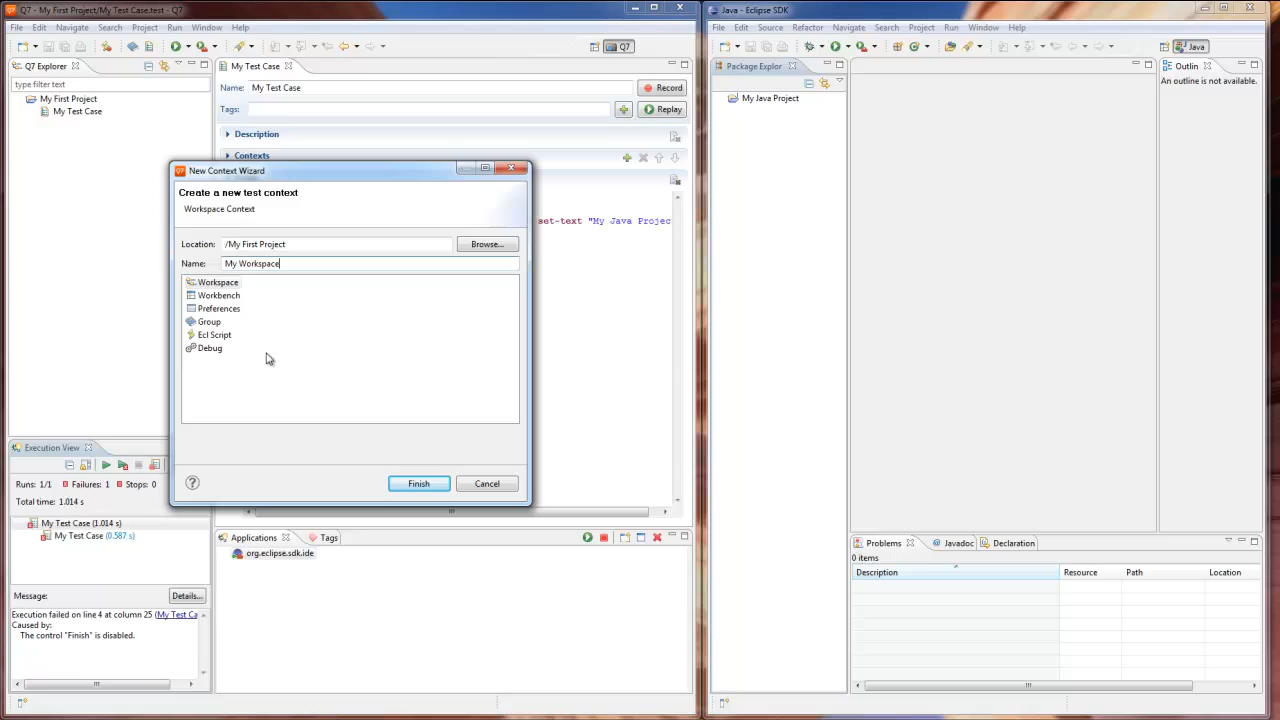 Q7 - My First Project/My Test Case.test - Q7
File Edit Navigate Search Project Run Window Help
Q7
Q7 Explorer
type filter text
My First Project
My Test Case
My Test Case
Name: My Test Case
Record
Tags:
Replay
Description
Contexts
set-text "My Java Projec
New Context Wizard
Create a new test context
Workspace Context
Location: /My First Project
Browse...
Name: My Workspace
Workspace
Workbench
Preferences
Group
Ecl Script
Debug
Finish
Cancel
Execution View
Runs: 1/1 Failures: 1 Stops: 0
Total time: 1.014 s
My Test Case (1.014 s)
My Test Case (0.587 s)
Message:
Details...
Execution failed on line 4 at column 25 (My Test Ca
Caused by:
The control "Finish" is disabled.
Applications
Tags
org.eclipse.sdk.ide
Java - Eclipse SDK
File Edit Source Refactor Navigate Search Project Run Window Help
Java
Package Explor
My Java Project
Outlin
An outline is not available.
Problems
Javadoc
Declaration
0 items
Description Resource Path Location